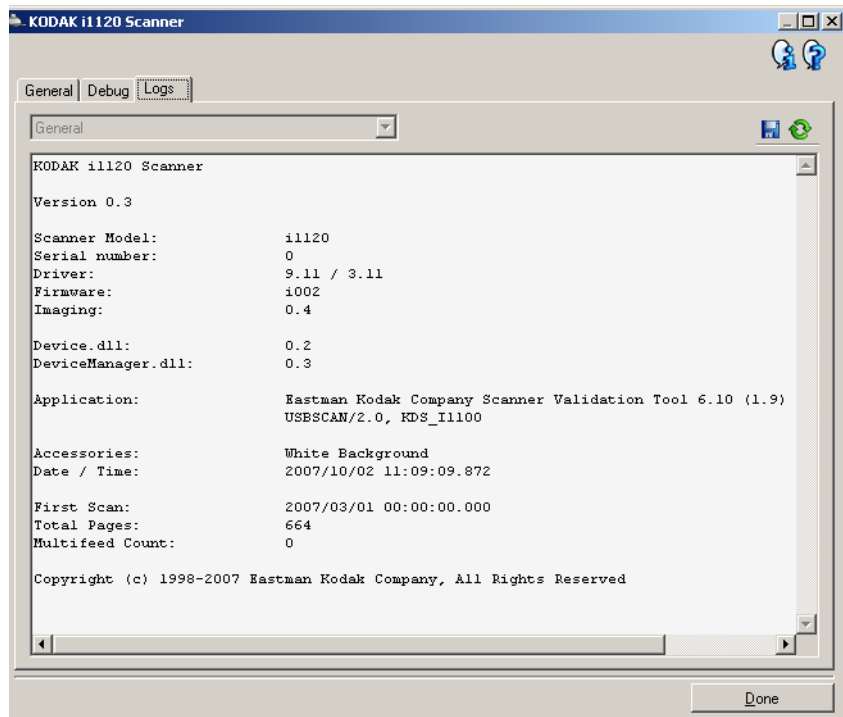 KODAK i1120 Scanner
General Debug Logs
General
KODAK i1120 Scanner
Version 0.3
Scanner Model: i1120
Serial number: 0
Driver: 9.11 / 3.11
Firmware: i002
Imaging: 0.4
Device.dll: 0.2
DeviceManager.dll: 0.3
Application: Eastman Kodak Company Scanner Validation Tool 6.10 (1.9)
USBSCAN/2.0, KDS_I1100
Accessories: White Background
Date / Time: 2007/10/02 11:09:09.872
First Scan: 2007/03/01 00:00:00.000
Total Pages: 664
Multifeed Count: 0
Copyright (c) 1998-2007 Eastman Kodak Company, All Rights Reserved
Done